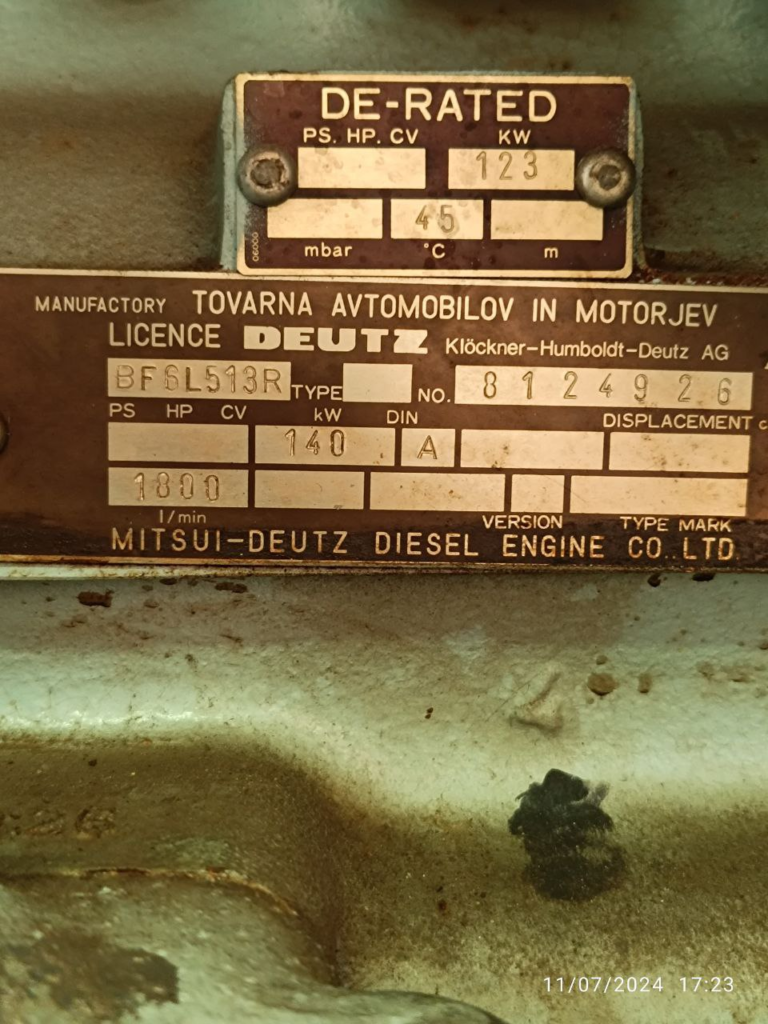 DE-RATED
PS. HP. CV KW
123
45
mbar °C m
06000
MANUFACTORY TOVARNA AVTOMOBILOV IN MOTORJEV
LICENCE DEUTZ Klöckner-Humboldt-Deutz AG
BF6L513R TYPE NO. 8124926
PS HP CV kW DIN DISPLACEMENT c
140 A
1800
1/min VERSION TYPE MARK
MITSUI-DEUTZ DIESEL ENGINE CO. LTD
11/07/2024 17:23